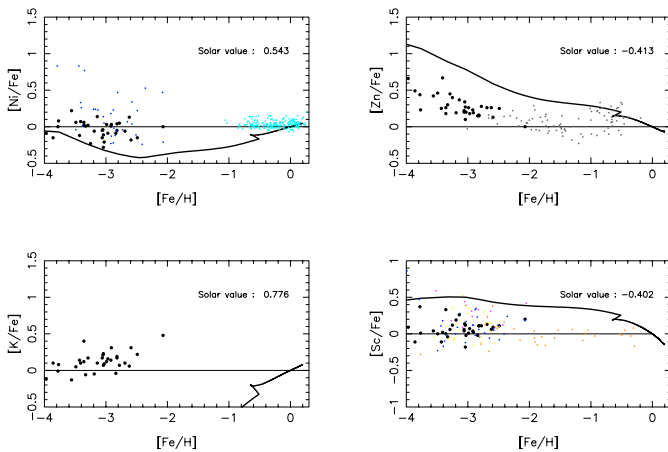 Solar value : 0.543
[Ni/Fe]
1.5
1
0.5
0
0.5
−4 −3 −2 −1 0
[Fe/H]
Solar value : −0.413
[Zn/Fe]
1.5
1
0.5
0
0.5
−4 −3 −2 −1 0
[Fe/H]
Solar value : 0.776
[K/Fe]
1.5
1
0.5
0
0.5
−4 −3 −2 −1 0
[Fe/H]
Solar value : −0.402
[Sc/Fe]
1
0.5
0
−0.5
−1
−4 −3 −2 −1 0
[Fe/H]